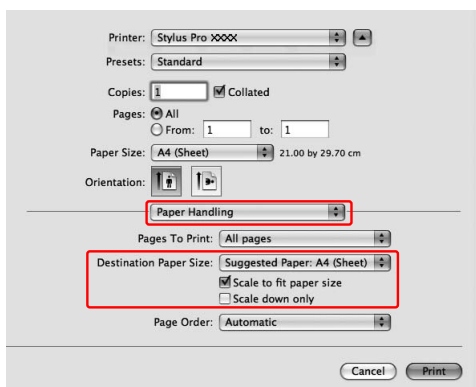 Printer: Stylus Pro XXXX
Presets: Standard
Copies: 1 Collated
Pages: All
From: 1 to: 1
Paper Size: A4 (Sheet) 21.00 by 29.70 cm
Orientation:
Paper Handling
Pages To Print: All pages
Destination Paper Size: Suggested Paper: A4 (Sheet)
Scale to fit paper size
Scale down only
Page Order: Automatic
Cancel Print